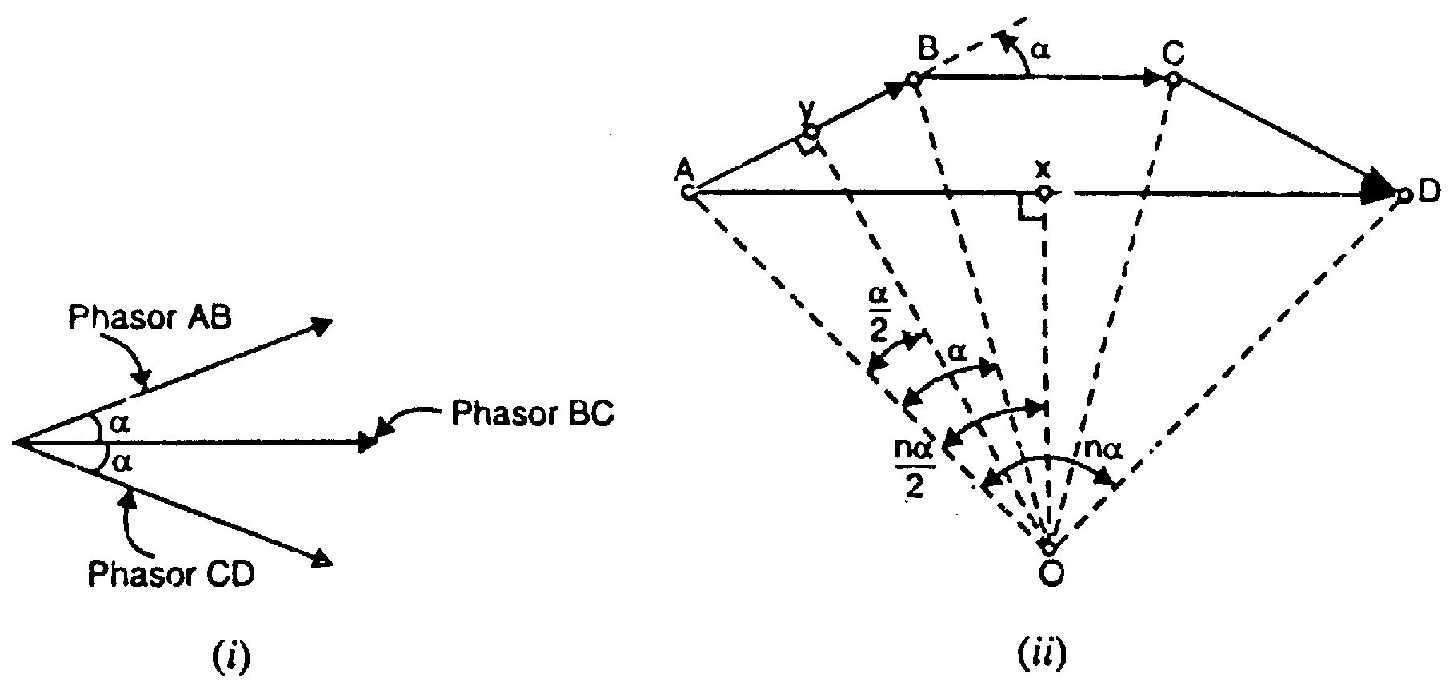 Phasor AB
α
Phasor BC
α
Phasor CD
(i)
B
α
C
y
A
x
D
α/2
α
nα/2
nα
O
(ii)